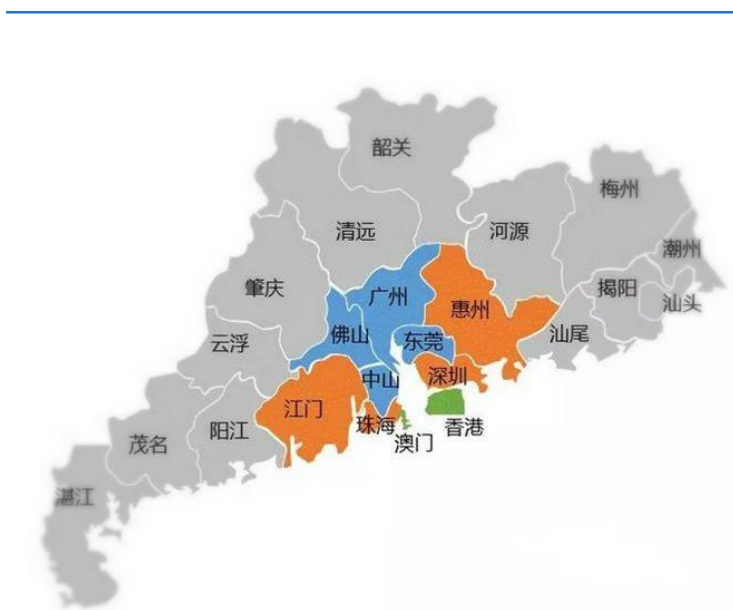 韶关
梅州
清远
河源
潮州
肇庆
广州
惠州
揭阳
汕头
云浮
佛山
东莞
汕尾
中山
深圳
江门
珠海
香港
阳江
澳门
茂名
湛江